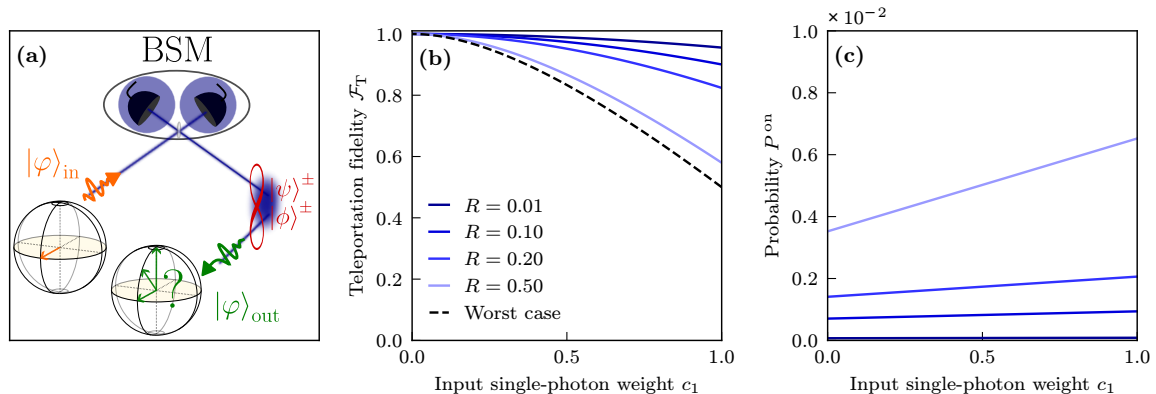 (a)
BSM
|φ⟩in
|ψ⟩±
|ϕ⟩±
?
|φ⟩out
(b)
Teleportation fidelity ℱT
1.0
0.8
0.6
0.4
0.2
0.0
R = 0.01
R = 0.10
R = 0.20
R = 0.50
Worst case
0.0 0.5 1.0
Input single-photon weight c1
× 10⁻²
(c)
Probability P on
1.0
0.8
0.6
0.4
0.2
0.0
0.0 0.5 1.0
Input single-photon weight c1